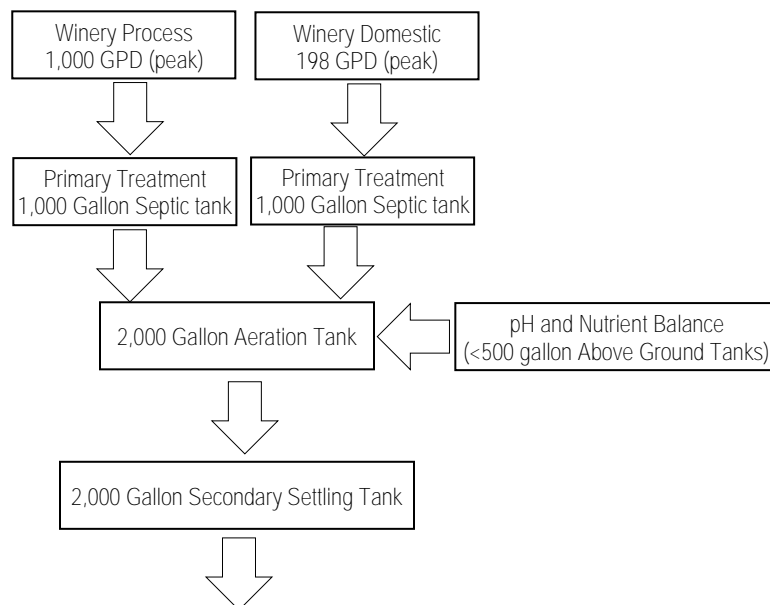 Winery Process
1,000 GPD (peak)
Winery Domestic
198 GPD (peak)
Primary Treatment
1,000 Gallon Septic tank
Primary Treatment
1,000 Gallon Septic tank
2,000 Gallon Aeration Tank
pH and Nutrient Balance
(<500 gallon Above Ground Tanks)
2,000 Gallon Secondary Settling Tank